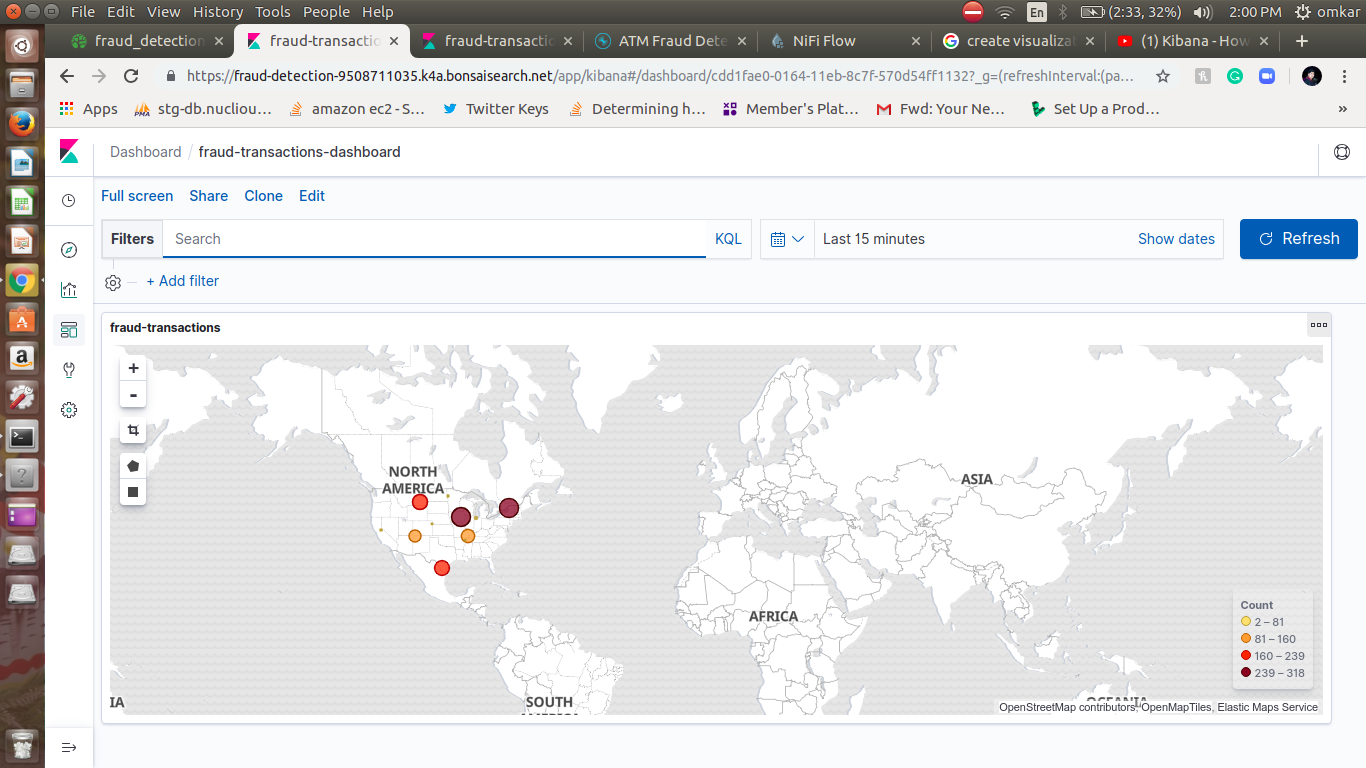 File Edit View History Tools People Help
En (2:33, 32%) 2:00 PM omkar
fraud_detection fraud-transactio fraud-transactio ATM Fraud Dete NiFi Flow create visualiza (1) Kibana - How
https://fraud-detection-9508711035.k4a.bonsaisearch.net/app/kibana#/dashboard/cdd1fae0-0164-11eb-8c7f-570d54ff1132?_g=(refreshInterval:(pa...
Apps stg-db.nucliou... amazon ec2 - S... Twitter Keys Determining h... Member's Plat... Fwd: Your Ne... Set Up a Prod... »
Dashboard / fraud-transactions-dashboard
Full screen Share Clone Edit
Filters Search KQL Last 15 minutes Show dates Refresh
+ Add filter
fraud-transactions
+
-
NORTH
AMERICA
ASIA
AFRICA
Count
2 – 81
81 – 160
160 – 239
239 – 318
IA
SOUTH
AMERICA
OCEANIA
OpenStreetMap contributors, OpenMapTiles, Elastic Maps Service